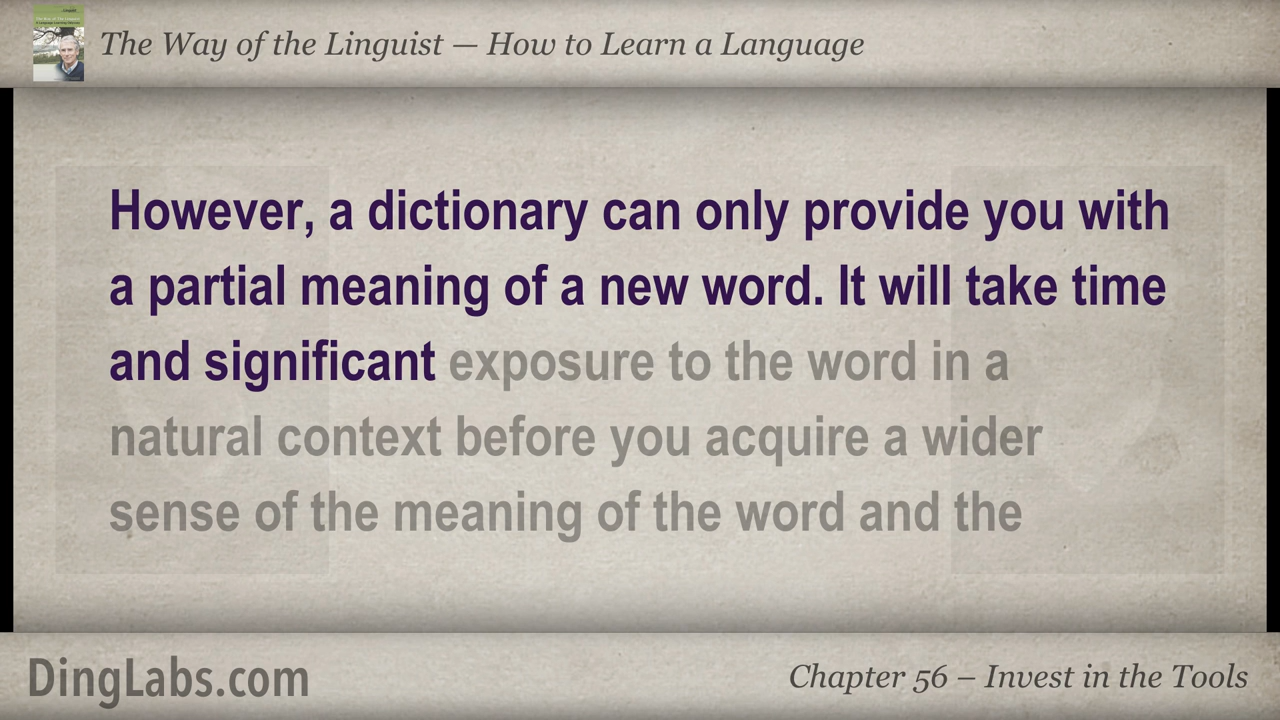 The Way of the Linguist — How to Learn a Language
However, a dictionary can only provide you with
a partial meaning of a new word. It will take time
and significant exposure to the word in a
natural context before you acquire a wider
sense of the meaning of the word and the
DingLabs.com
Chapter 56 – Invest in the Tools